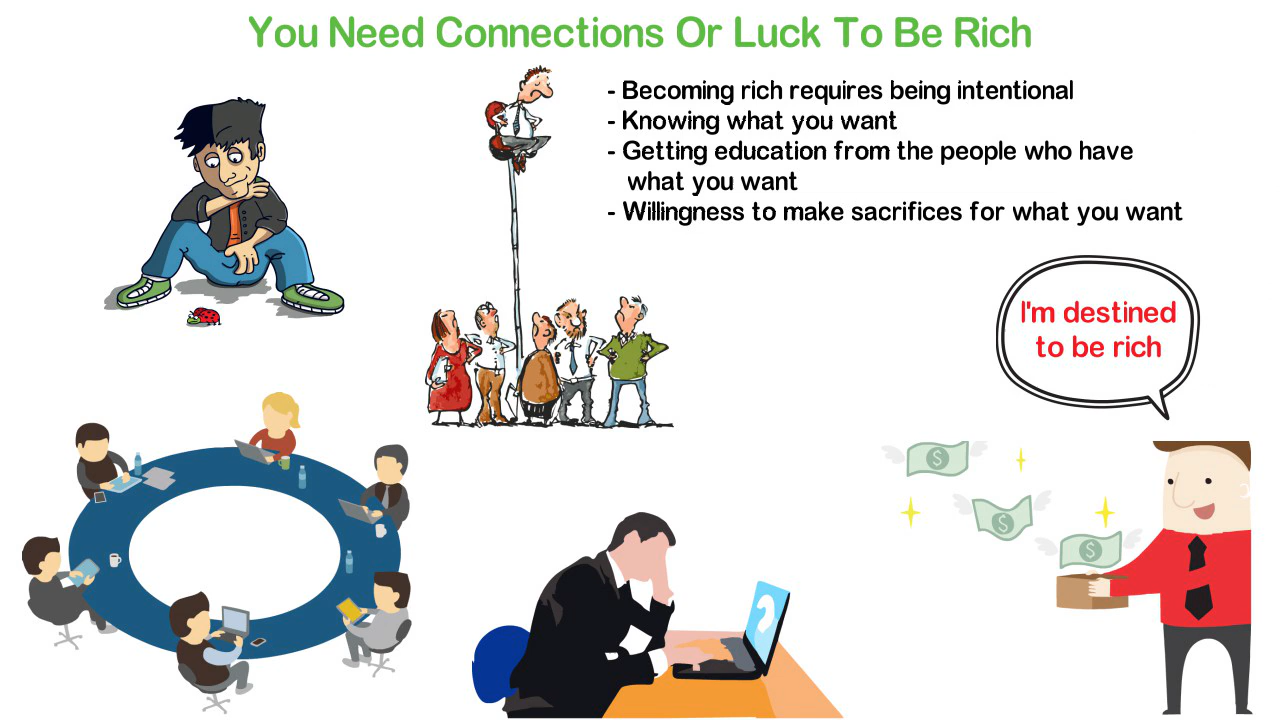 You Need Connections Or Luck To Be Rich
- Becoming rich requires being intentional
- Knowing what you want
- Getting education from the people who have
what you want
- Willingness to make sacrifices for what you want
I'm destined
to be rich
$
$
$
?